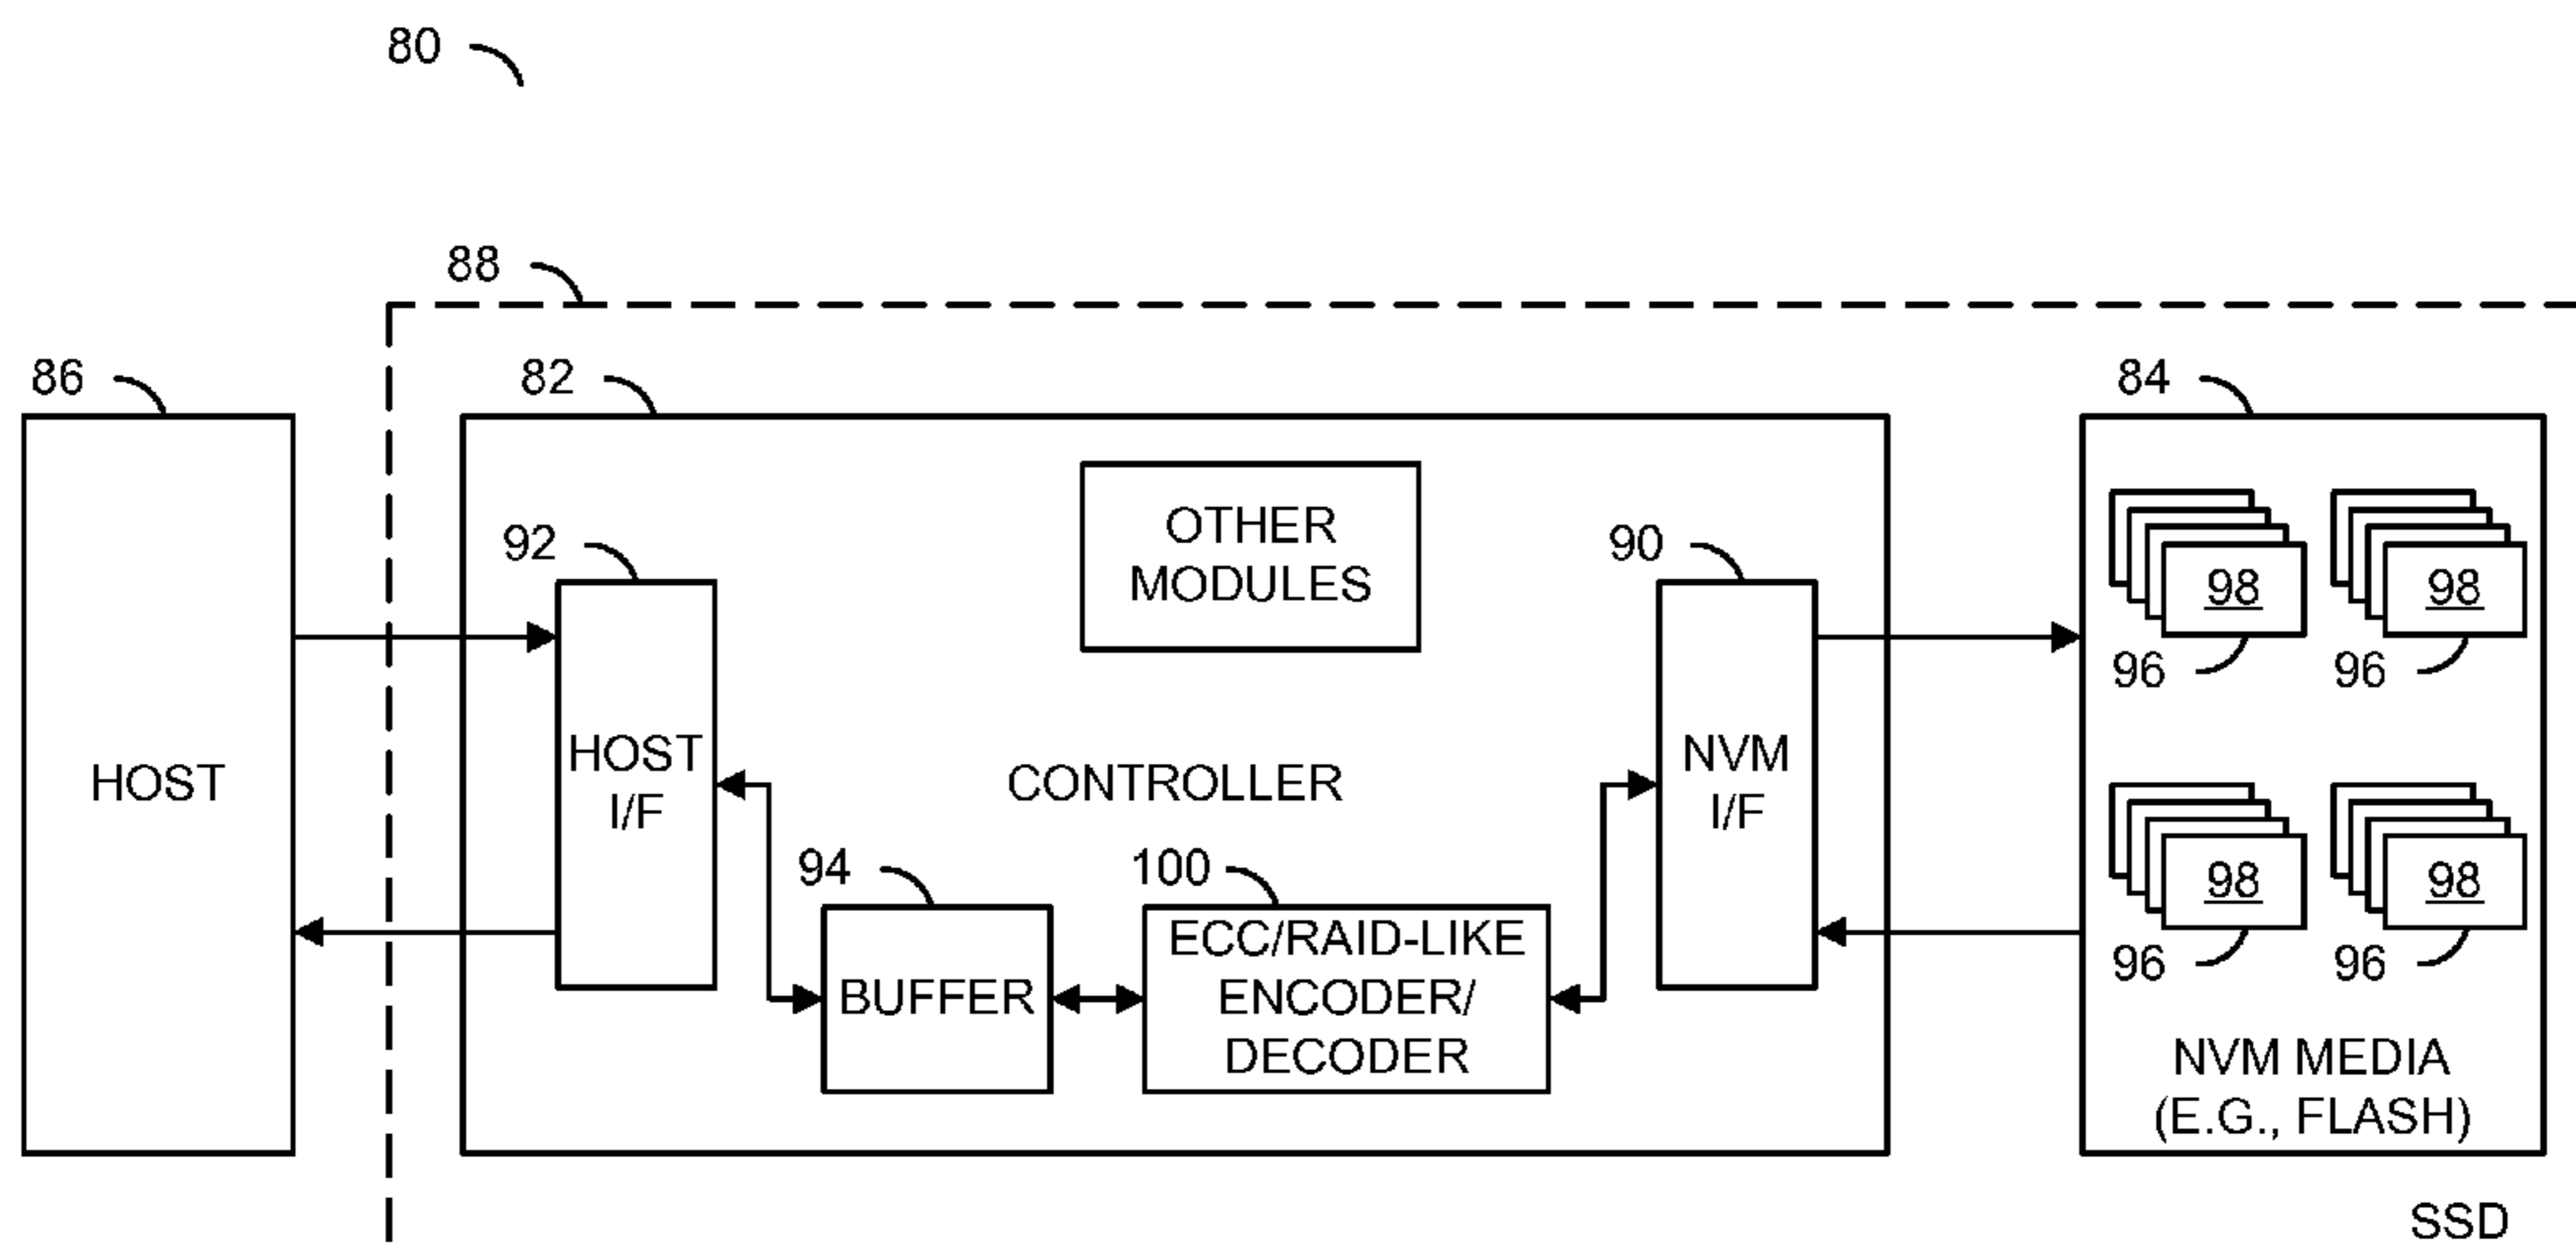 80
88
86
82
84
OTHER
MODULES
92
90
98
98
96
96
HOST
HOST
I/F
CONTROLLER
NVM
I/F
94
100
BUFFER
ECC/RAID-LIKE
ENCODER/
DECODER
98
98
96
96
NVM MEDIA
(E.G., FLASH)
SSD